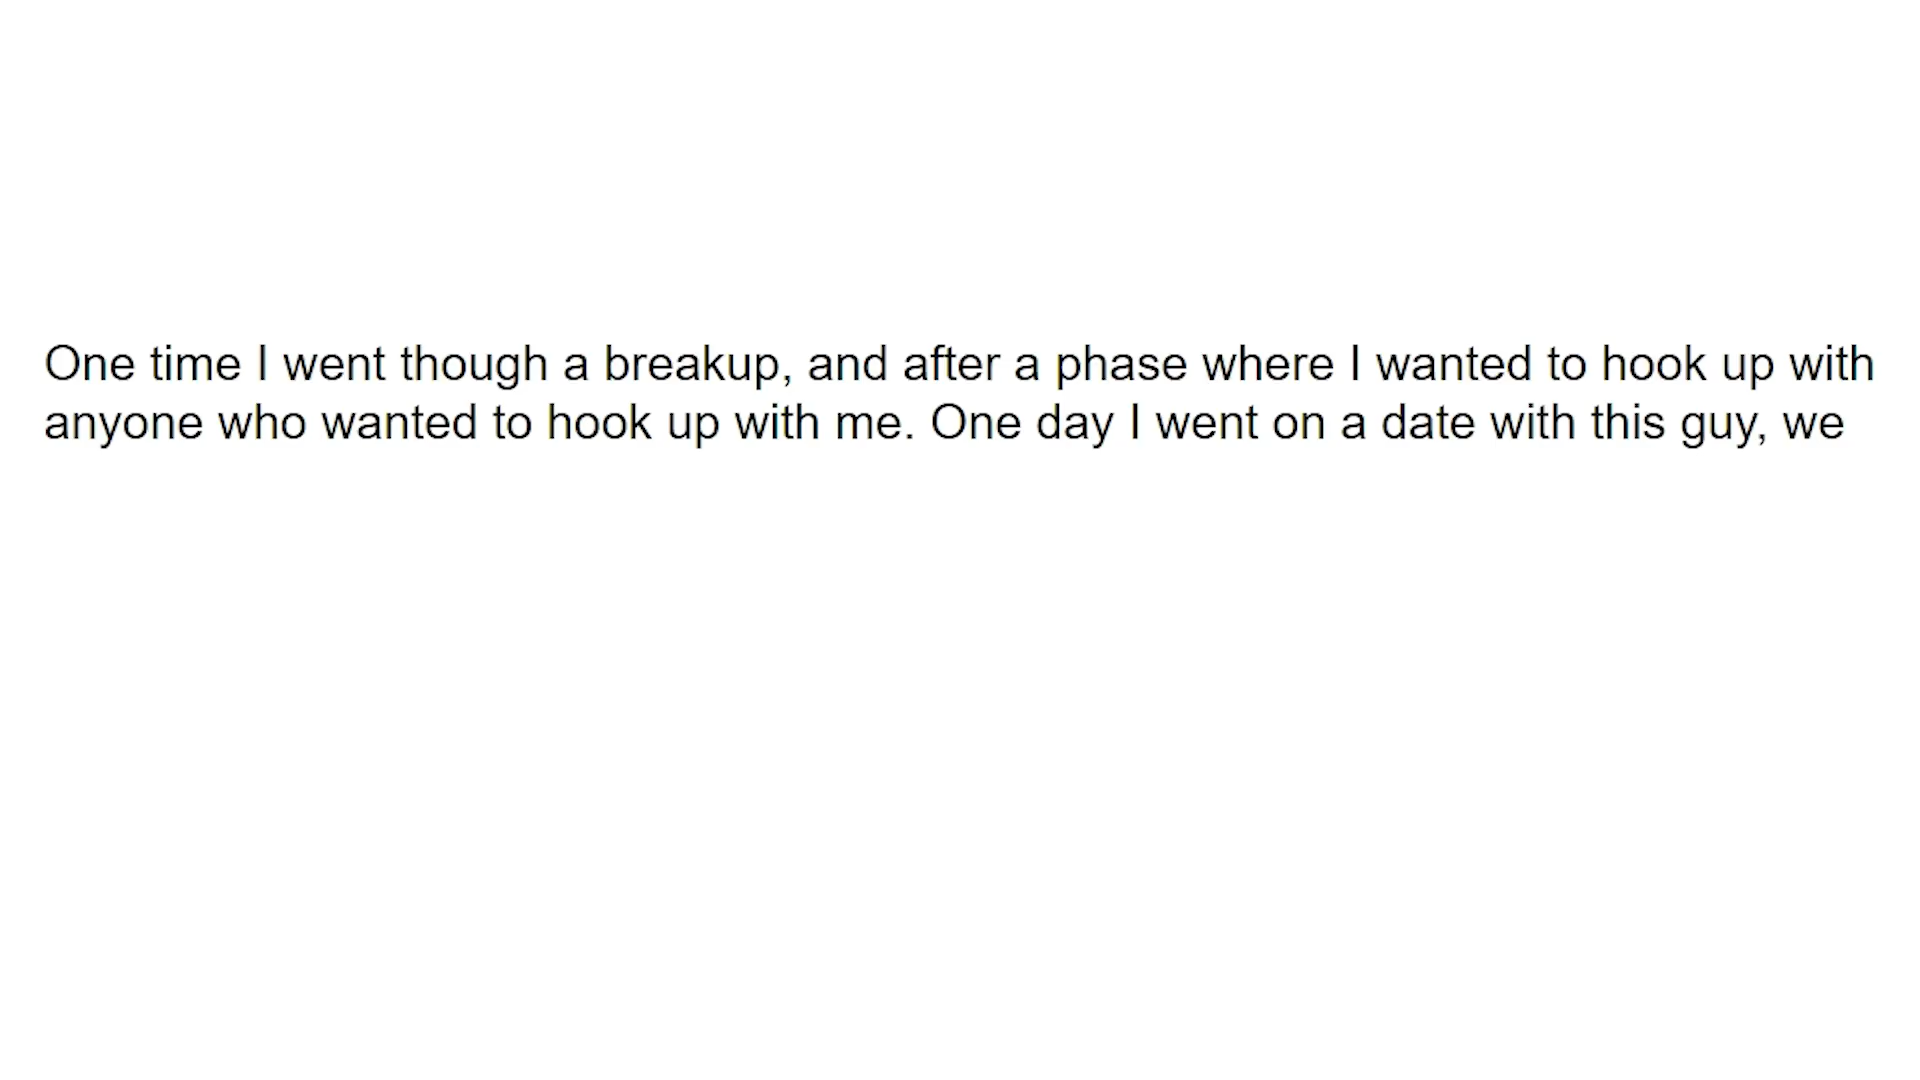 One time I went though a breakup, and after a phase where I wanted to hook up with
anyone who wanted to hook up with me. One day I went on a date with this guy, we